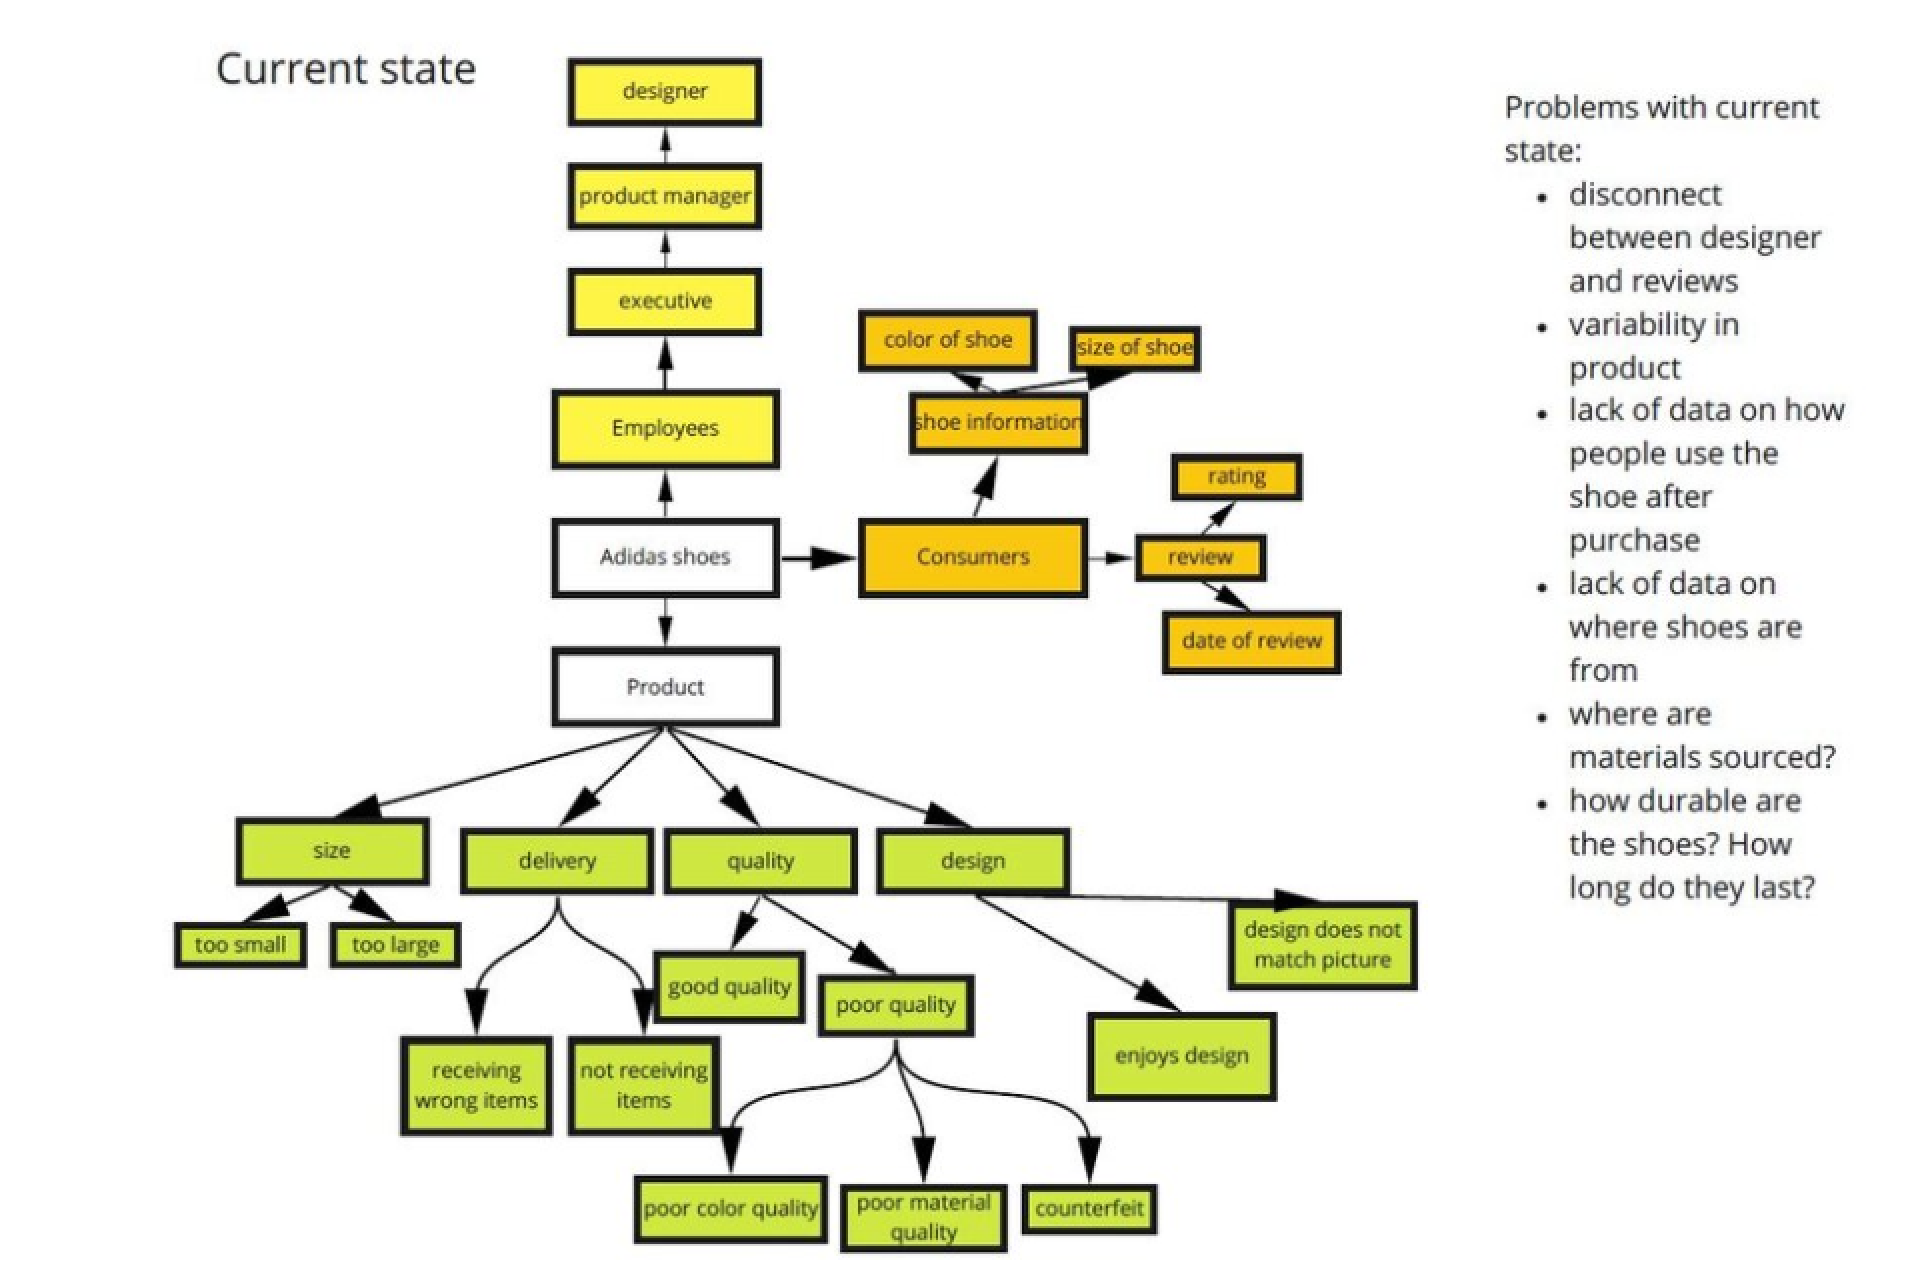 Current state
designer
product manager
executive
Employees
Adidas shoes
Consumers
shoe information
color of shoe
size of shoe
review
rating
date of review
Product
size
delivery
quality
design
too small
too large
receiving
wrong items
not receiving
items
good quality
poor quality
enjoys design
design does not
match picture
poor color quality
poor material
quality
counterfeit
Problems with current
state:
• disconnect
between designer
and reviews
• variability in
product
• lack of data on how
people use the
shoe after
purchase
• lack of data on
where shoes are
from
• where are
materials sourced?
• how durable are
the shoes? How
long do they last?